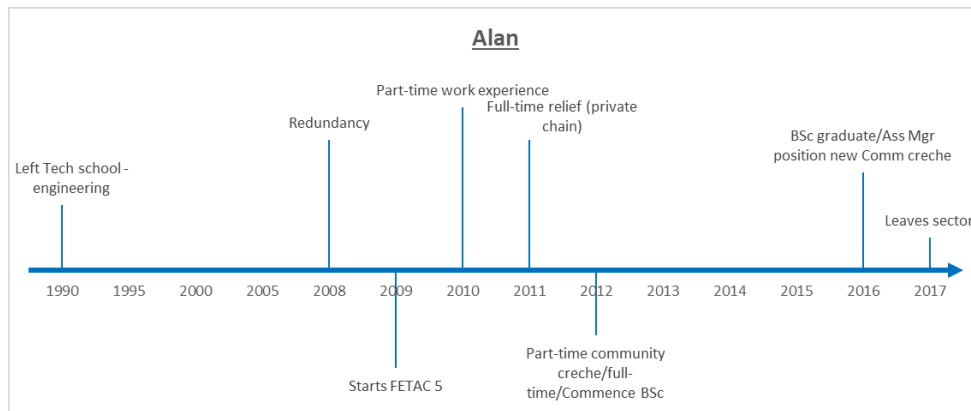 Alan
Part-time work experience
Full-time relief (private
chain)
Redundancy
BSc graduate/Ass Mgr
position new Comm creche
Left Tech school -
engineering
Leaves sector
1990 1995 2000 2005 2008 2009 2010 2011 2012 2013 2014 2015 2016 2017
Part-time community
creche/full-
time/Commence BSc
Starts FETAC 5